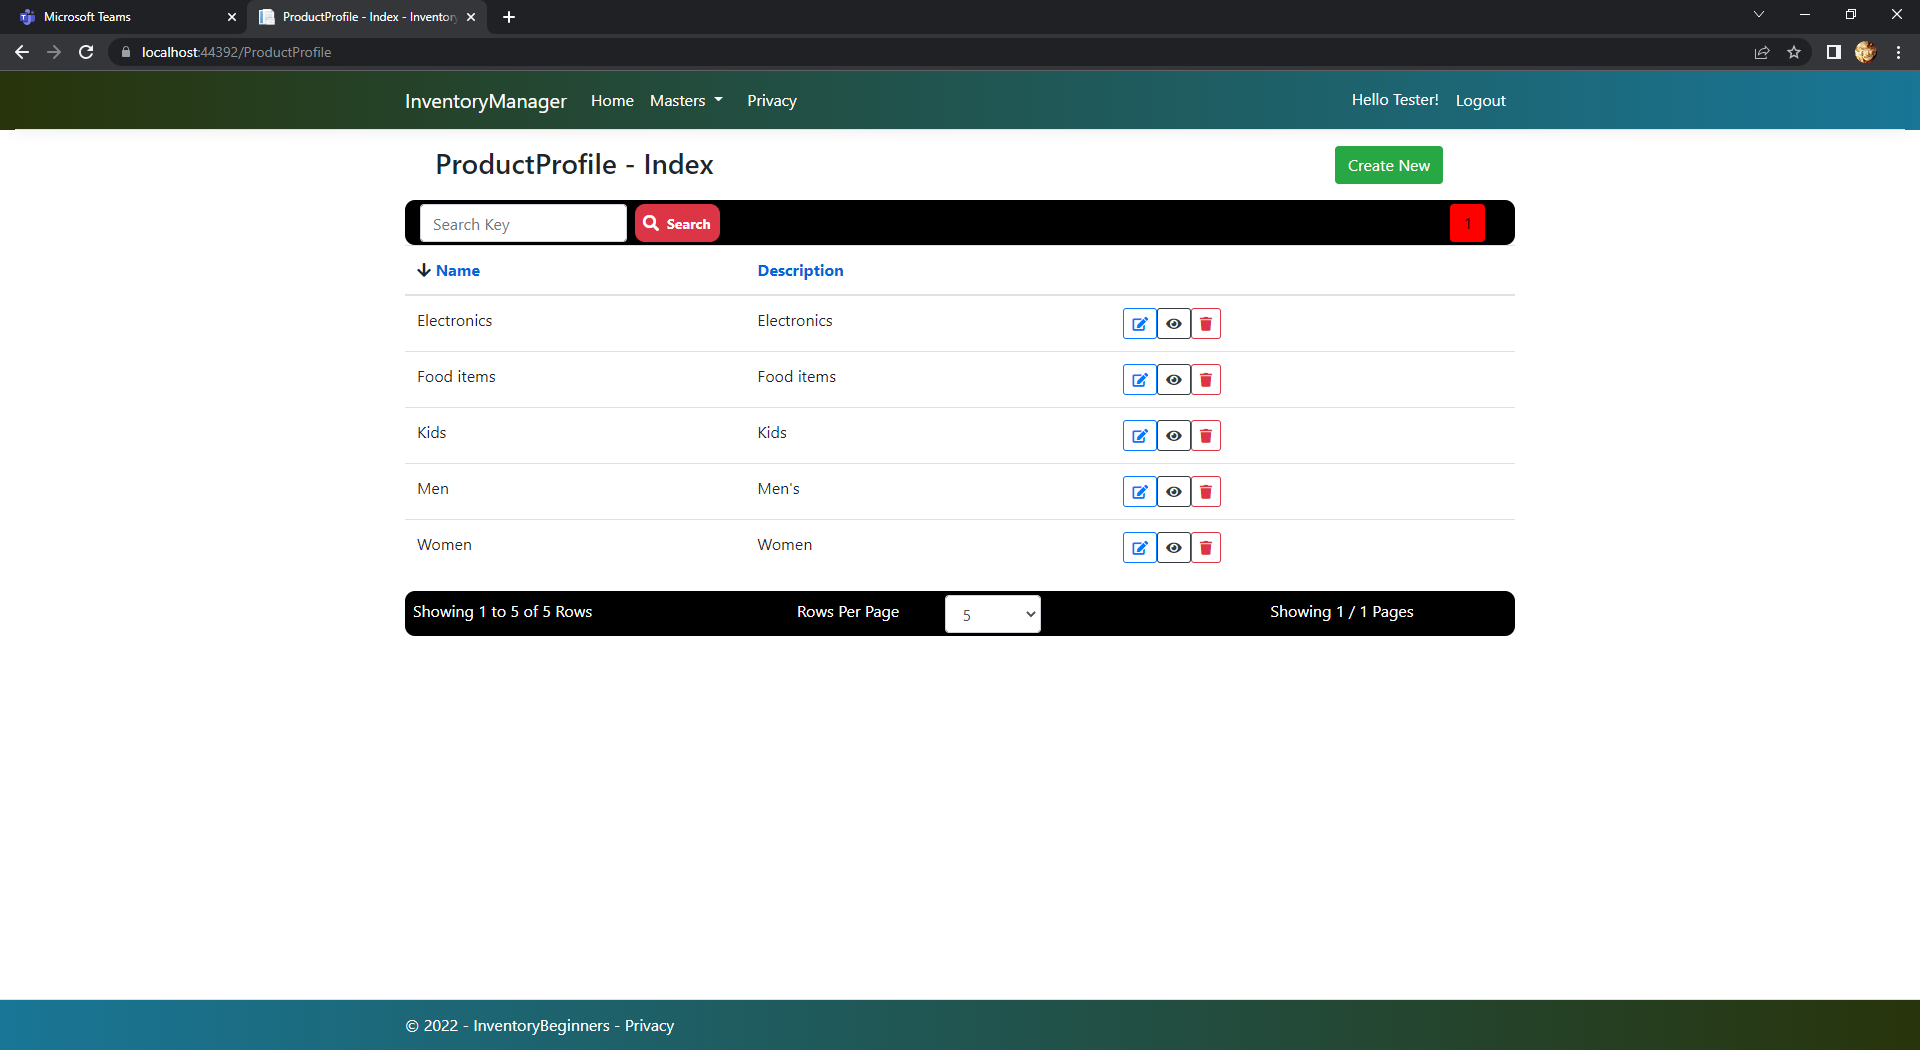 Microsoft Teams
ProductProfile - Index - Inventory
localhost:44392/ProductProfile
InventoryManager Home Masters Privacy Hello Tester! Logout
ProductProfile - Index Create New
Search Key Search 1
Name Description
Electronics Electronics
Food items Food items
Kids Kids
Men Men's
Women Women
Showing 1 to 5 of 5 Rows Rows Per Page 5 Showing 1 / 1 Pages
© 2022 - InventoryBeginners - Privacy